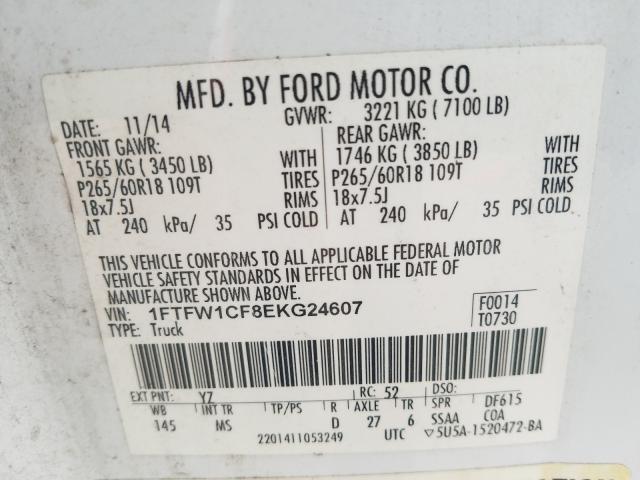 MFD. BY FORD MOTOR CO.
DATE: 11/14 GVWR: 3221 KG ( 7100 LB)
FRONT GAWR: REAR GAWR:
1565 KG ( 3450 LB) WITH 1746 KG ( 3850 LB) WITH
P265/60R18 109T TIRES P265/60R18 109T TIRES
18x7.5J RIMS 18x7.5J RIMS
AT 240 kPa/ 35 PSI COLD AT 240 kPa/ 35 PSI COLD
THIS VEHICLE CONFORMS TO ALL APPLICABLE FEDERAL MOTOR
VEHICLE SAFETY STANDARDS IN EFFECT ON THE DATE OF
MANUFACTURE SHOWN ABOVE.
VIN: 1FTFW1CF8EKG24607 F0014
TYPE: Truck T0730
EXT PNT: YZ RC: 52 DSO:
WB INT TR TP/PS R AXLE TR SPR DF615
145 MS D 27 6 SSAA COA
2201411053249 UTC ▽5U5A-1520472-BA